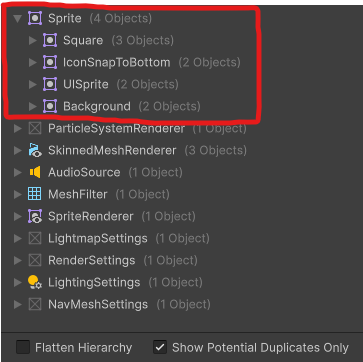 Sprite (4 Objects)
Square (3 Objects)
IconSnapToBottom (2 Objects)
UISprite (2 Objects)
Background (2 Objects)
ParticleSystemRenderer (1 Object)
SkinnedMeshRenderer (3 Objects)
AudioSource (1 Object)
MeshFilter (1 Object)
SpriteRenderer (1 Object)
LightmapSettings (1 Object)
RenderSettings (1 Object)
LightingSettings (1 Object)
NavMeshSettings (1 Object)
Flatten Hierarchy Show Potential Duplicates Only